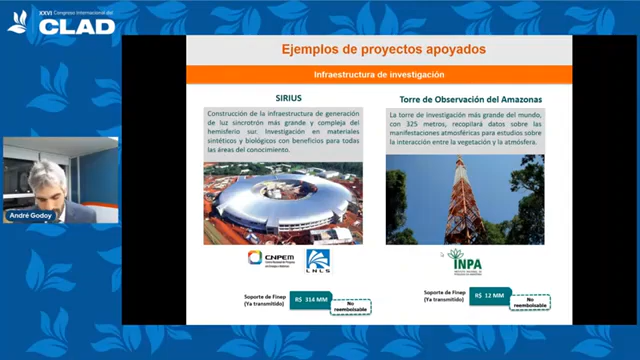 XXVI Congreso Internacional del
CLAD
Ejemplos de proyectos apoyados
Infraestructura de investigación
SIRIUS
Construcción de la infraestructura de generación
de luz sincrotrón más grande y compleja del
hemisferio sur. Investigación en materiales
sintéticos y biológicos con beneficios para todas
las áreas del conocimiento.
CNPEM
LNLS
Soporte de Finep
(Ya transmitido)
R$ 314 MM
No
reembolsable
Torre de Observación del Amazonas
La torre de investigación más grande del mundo,
con 325 metros, recopilará datos sobre las
manifestaciones atmosféricas para estudios sobre
la interacción entre la vegetación y la atmósfera.
INPA
Soporte de Finep
(Ya transmitido)
R$ 12 MM
No
reembolsable
André Godoy